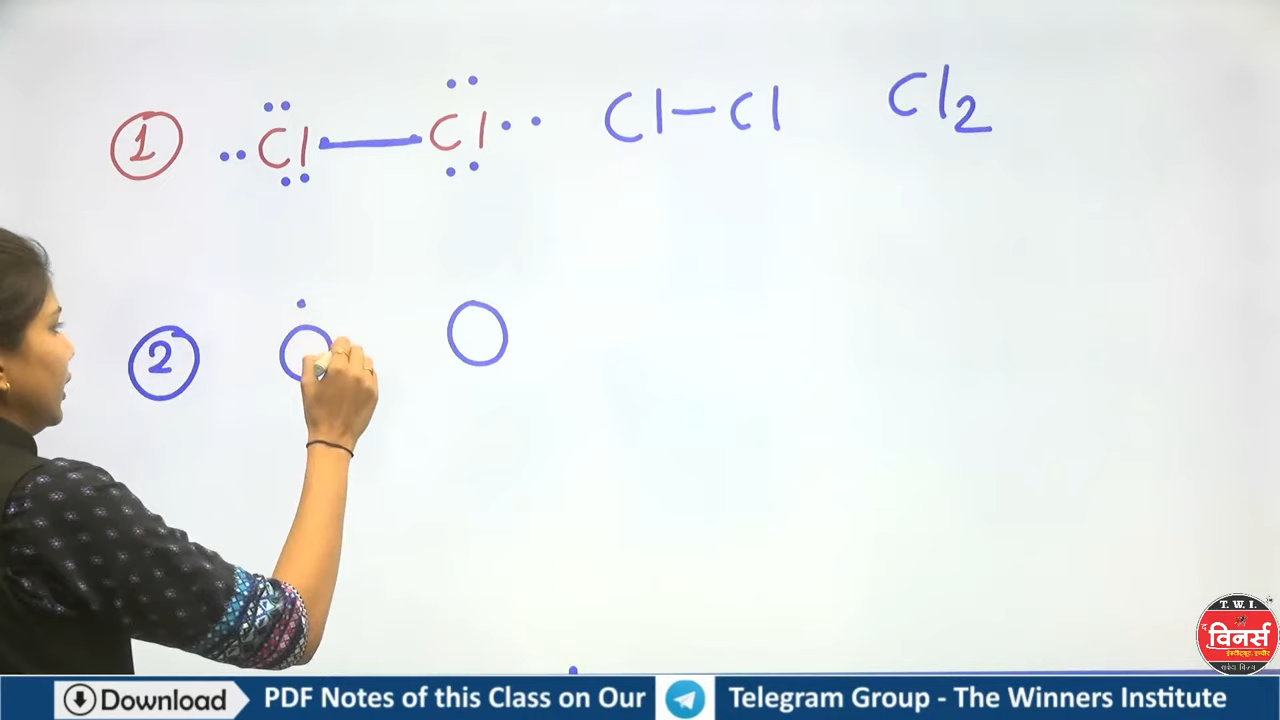 1 Cl — Cl Cl—Cl Cl2
2 O O
T. W. I.
द
विनर्स
Download PDF Notes of this Class on Our Telegram Group - The Winners Institute